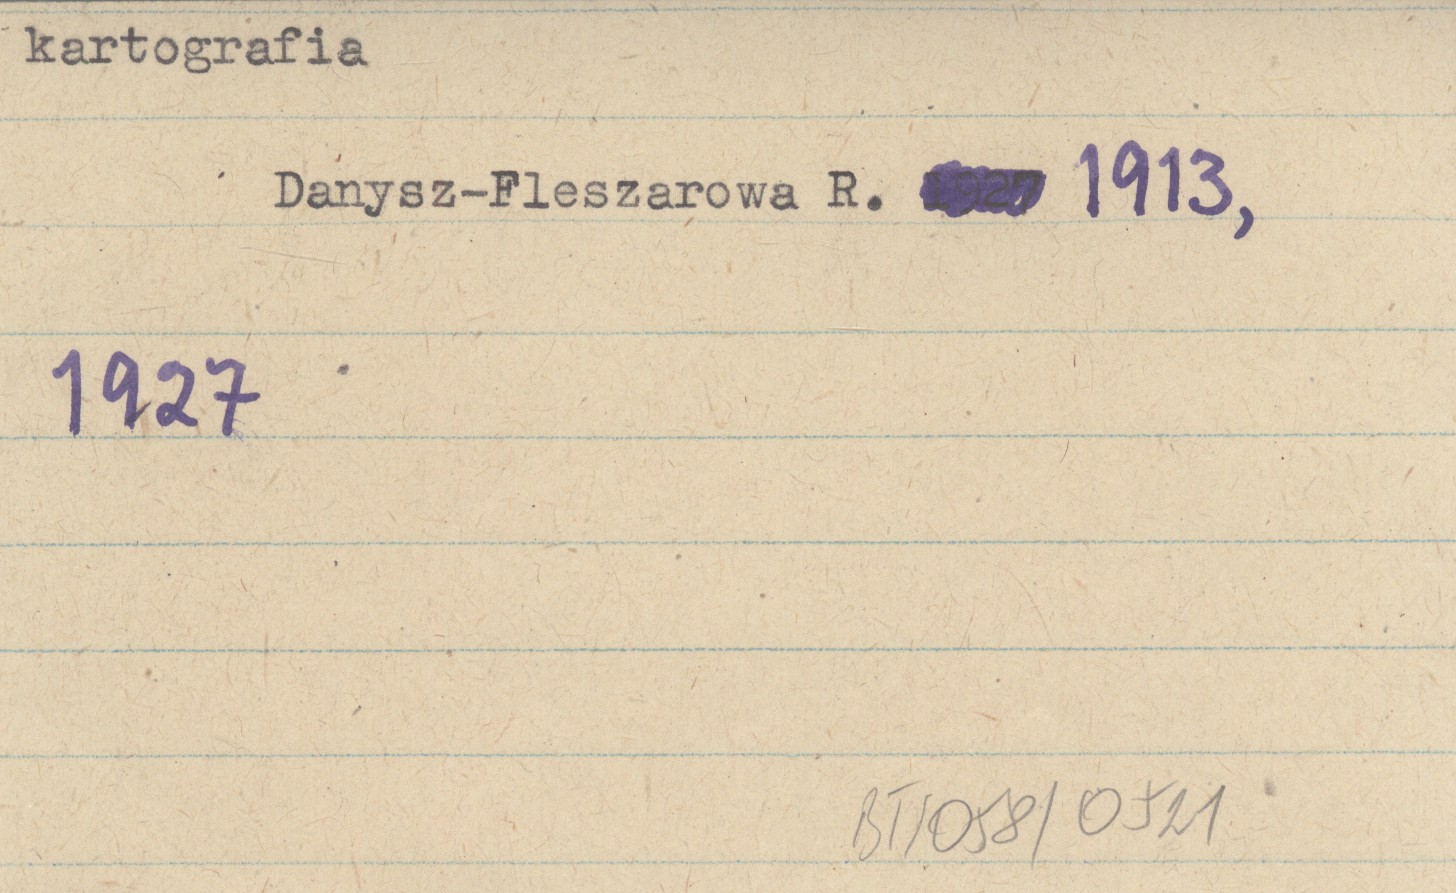 kartografia
Danysz-Fleszarowa R. 1913,
1927
BT/058/0521